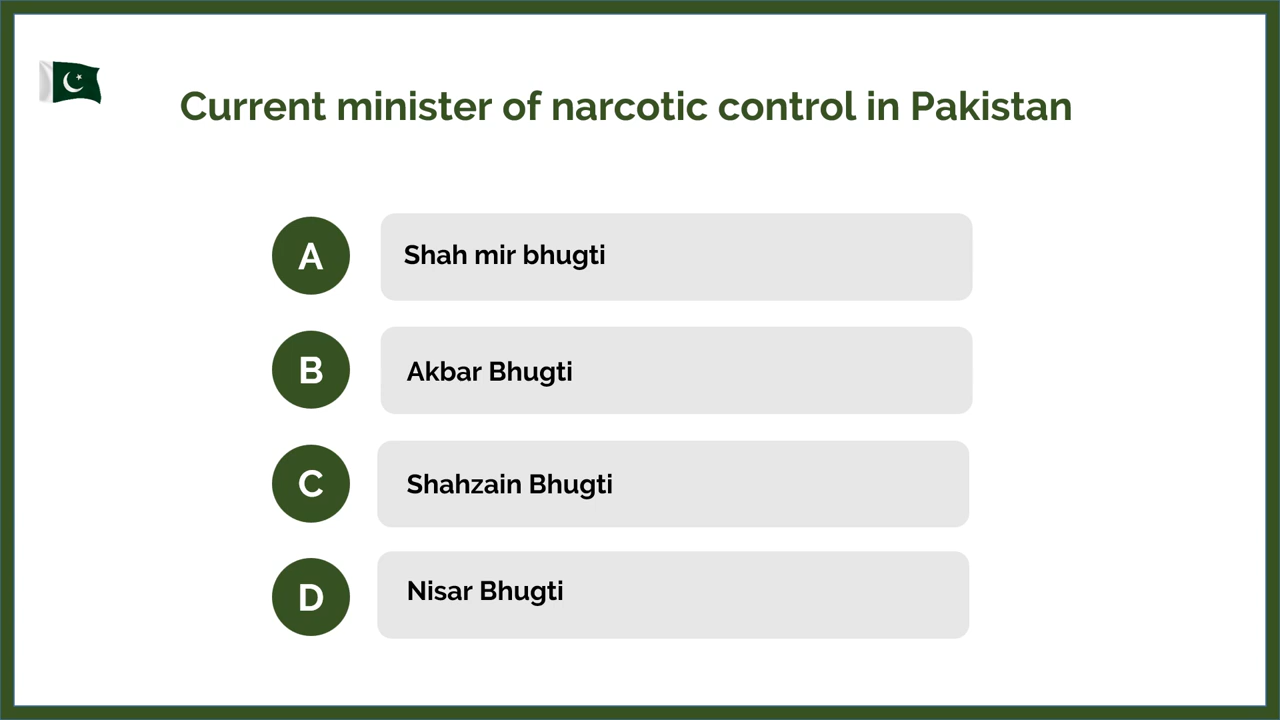 Current minister of narcotic control in Pakistan
A
Shah mir bhugti
B
Akbar Bhugti
C
Shahzain Bhugti
D
Nisar Bhugti